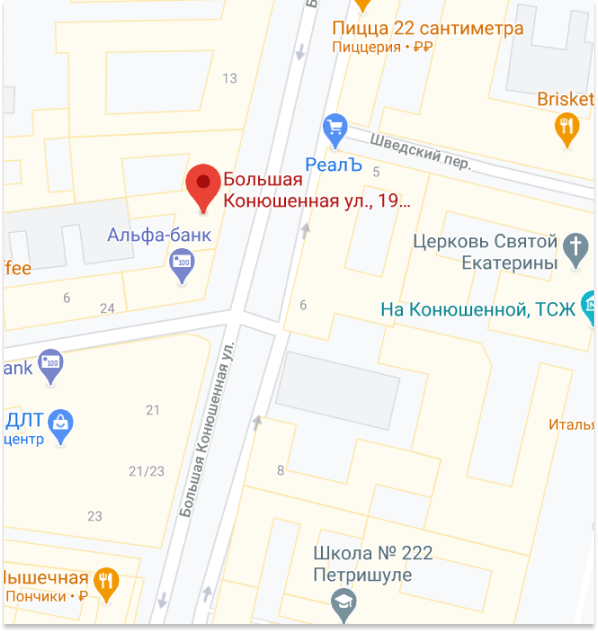 Пицца 22 сантиметра
Пиццерия • ₽₽
13
Brisket
Шведский пер.
РеалЪ
5
Большая
Конюшенная ул., 19...
Альфа-банк
Церковь Святой
Екатерины
ffee
6
24
6
На Конюшенной, ТСЖ
ank
Большая Конюшенная ул.
21
ДЛТ
центр
Италья
21/23
8
23
Школа № 222
Петришуле
Пышечная
Пончики • ₽